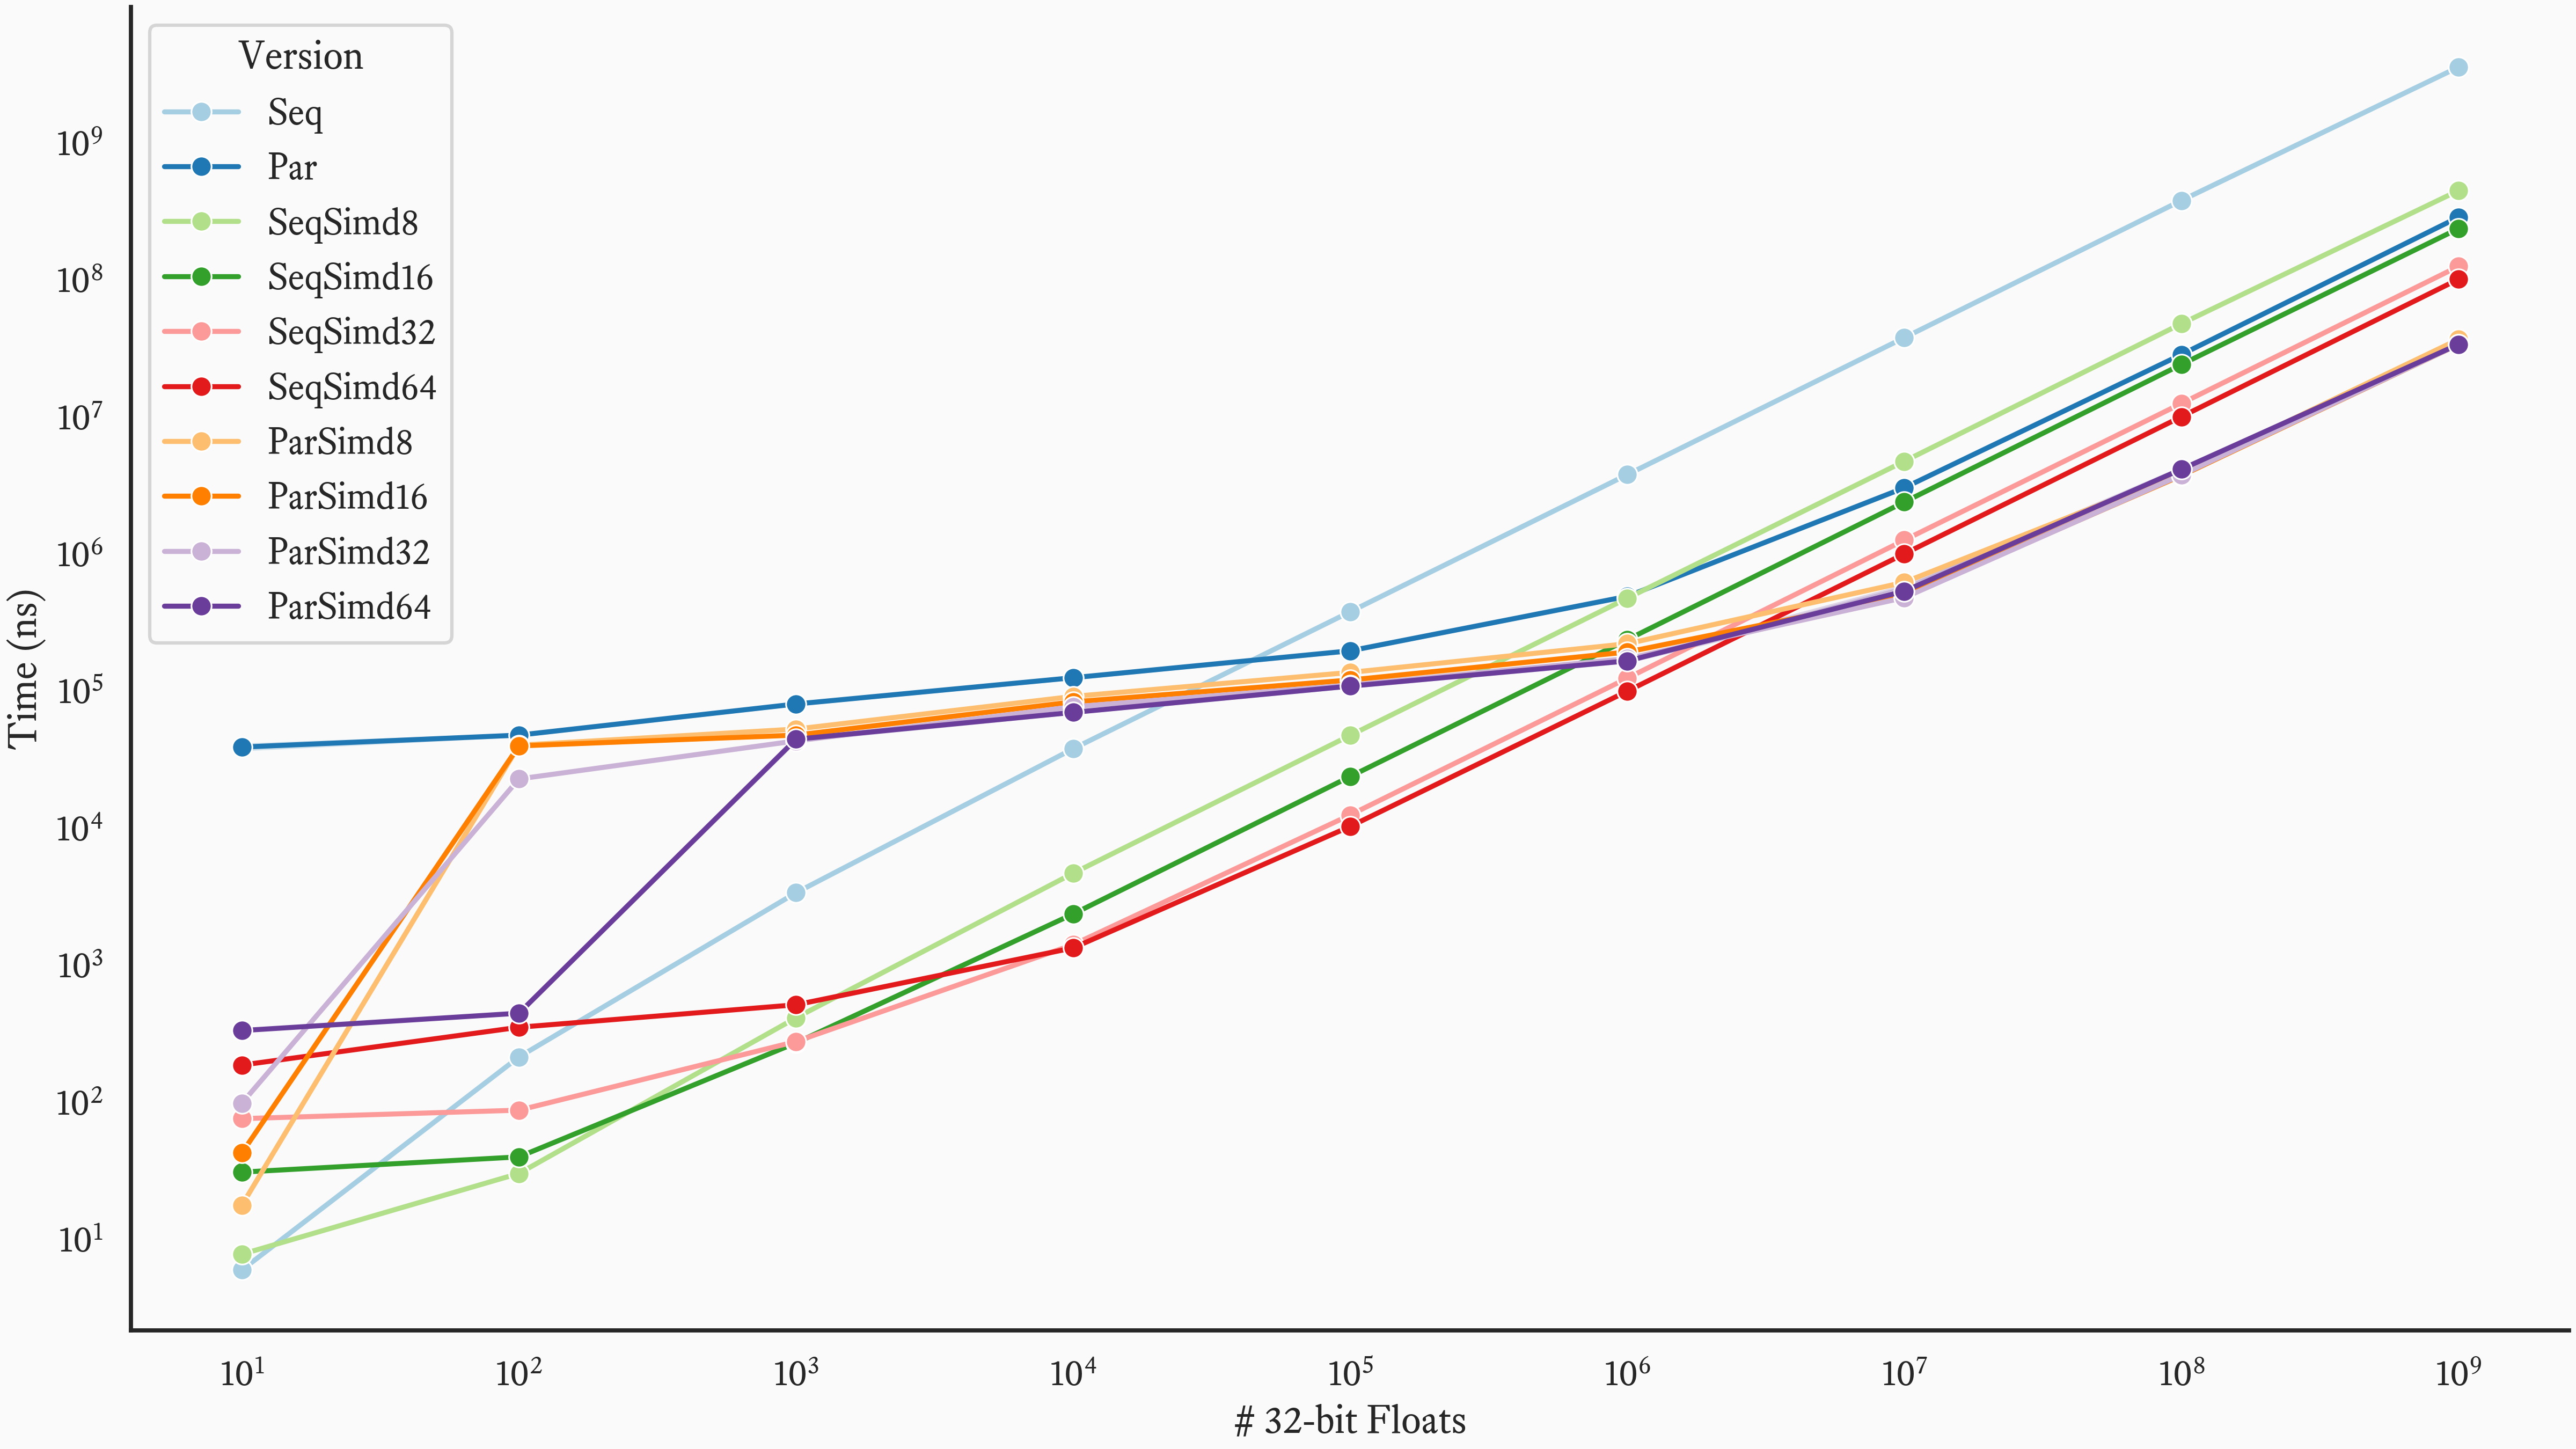 Version
Seq
Par
SeqSimd8
SeqSimd16
SeqSimd32
SeqSimd64
ParSimd8
ParSimd16
ParSimd32
ParSimd64
Time (ns)
10⁹
10⁸
10⁷
10⁶
10⁵
10⁴
10³
10²
10¹
10¹ 10² 10³ 10⁴ 10⁵ 10⁶ 10⁷ 10⁸ 10⁹
# 32-bit Floats